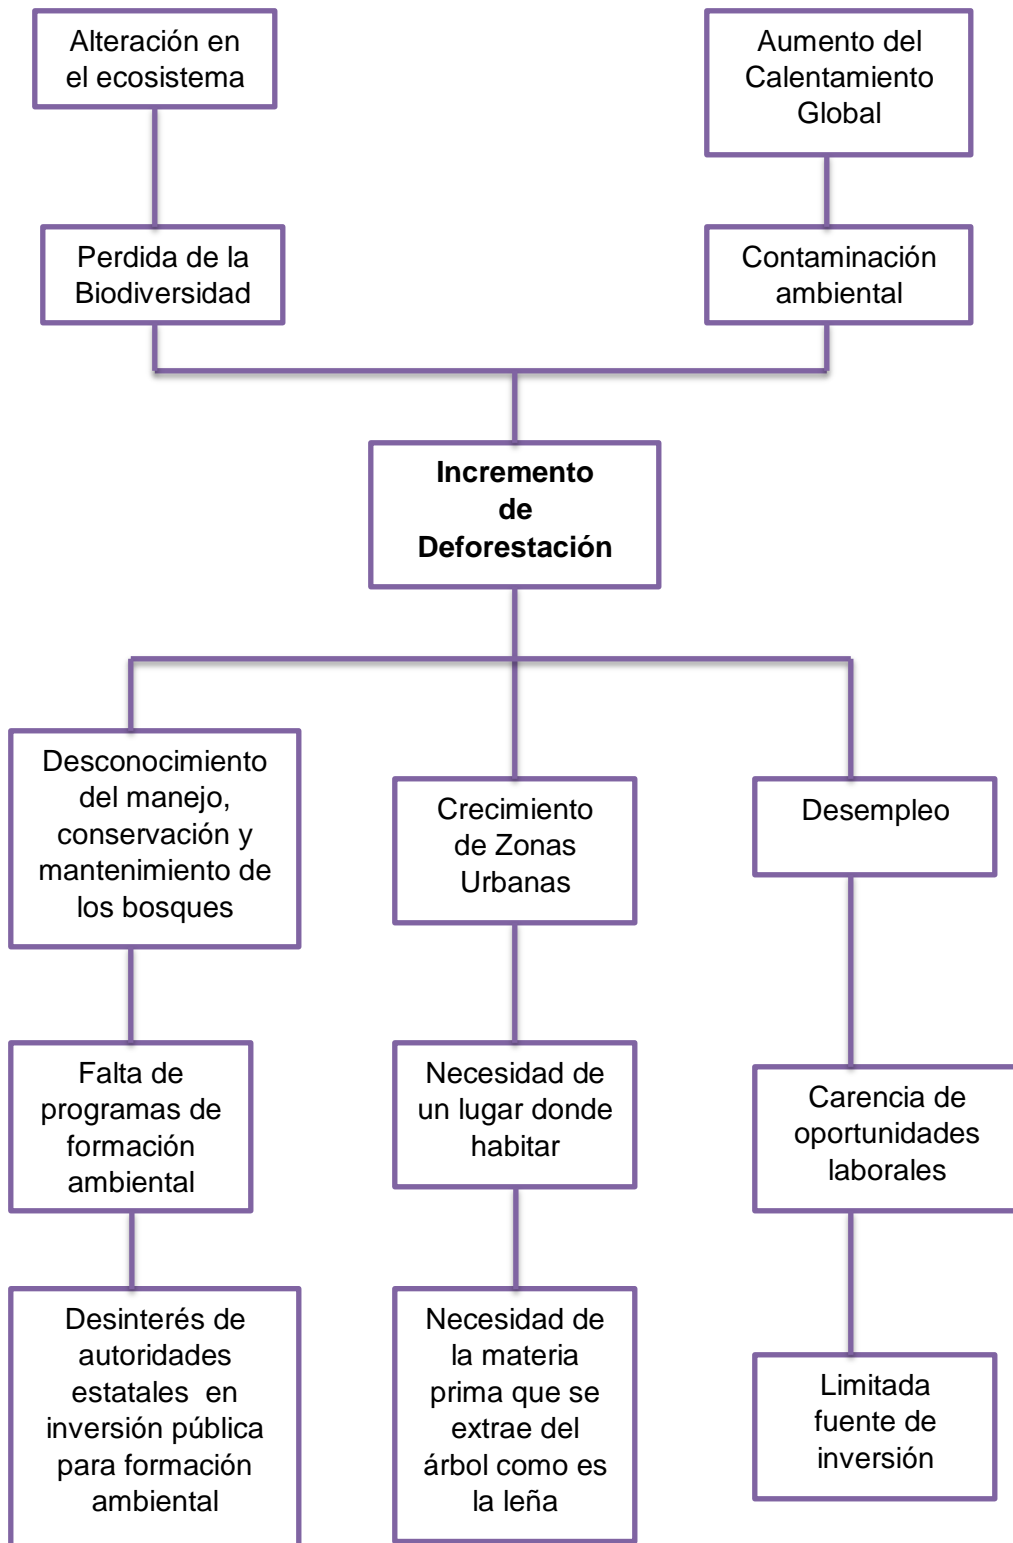 Alteración en
el ecosistema
Aumento del
Calentamiento
Global
Perdida de la
Biodiversidad
Contaminación
ambiental
Incremento
de
Deforestación
Desconocimiento
del manejo,
conservación y
mantenimiento de
los bosques
Crecimiento
de Zonas
Urbanas
Desempleo
Falta de
programas de
formación
ambiental
Necesidad de
un lugar donde
habitar
Carencia de
oportunidades
laborales
Desinterés de
autoridades
estatales en
inversión pública
para formación
ambiental
Necesidad de
la materia
prima que se
extrae del
árbol como es
la leña
Limitada
fuente de
inversión